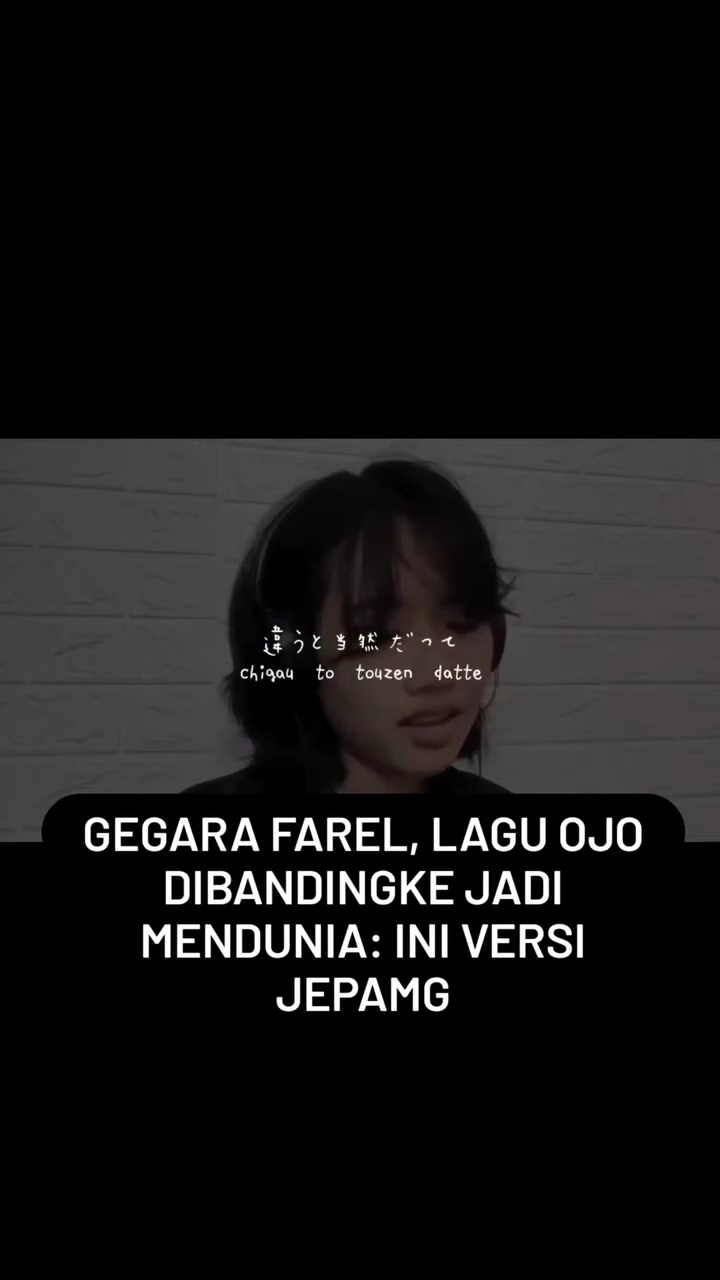 違うと当然だって
chigau to touzen datte
GEGARA FAREL, LAGU OJO
DIBANDINGKE JADI
MENDUNIA: INI VERSI
JEPAMG